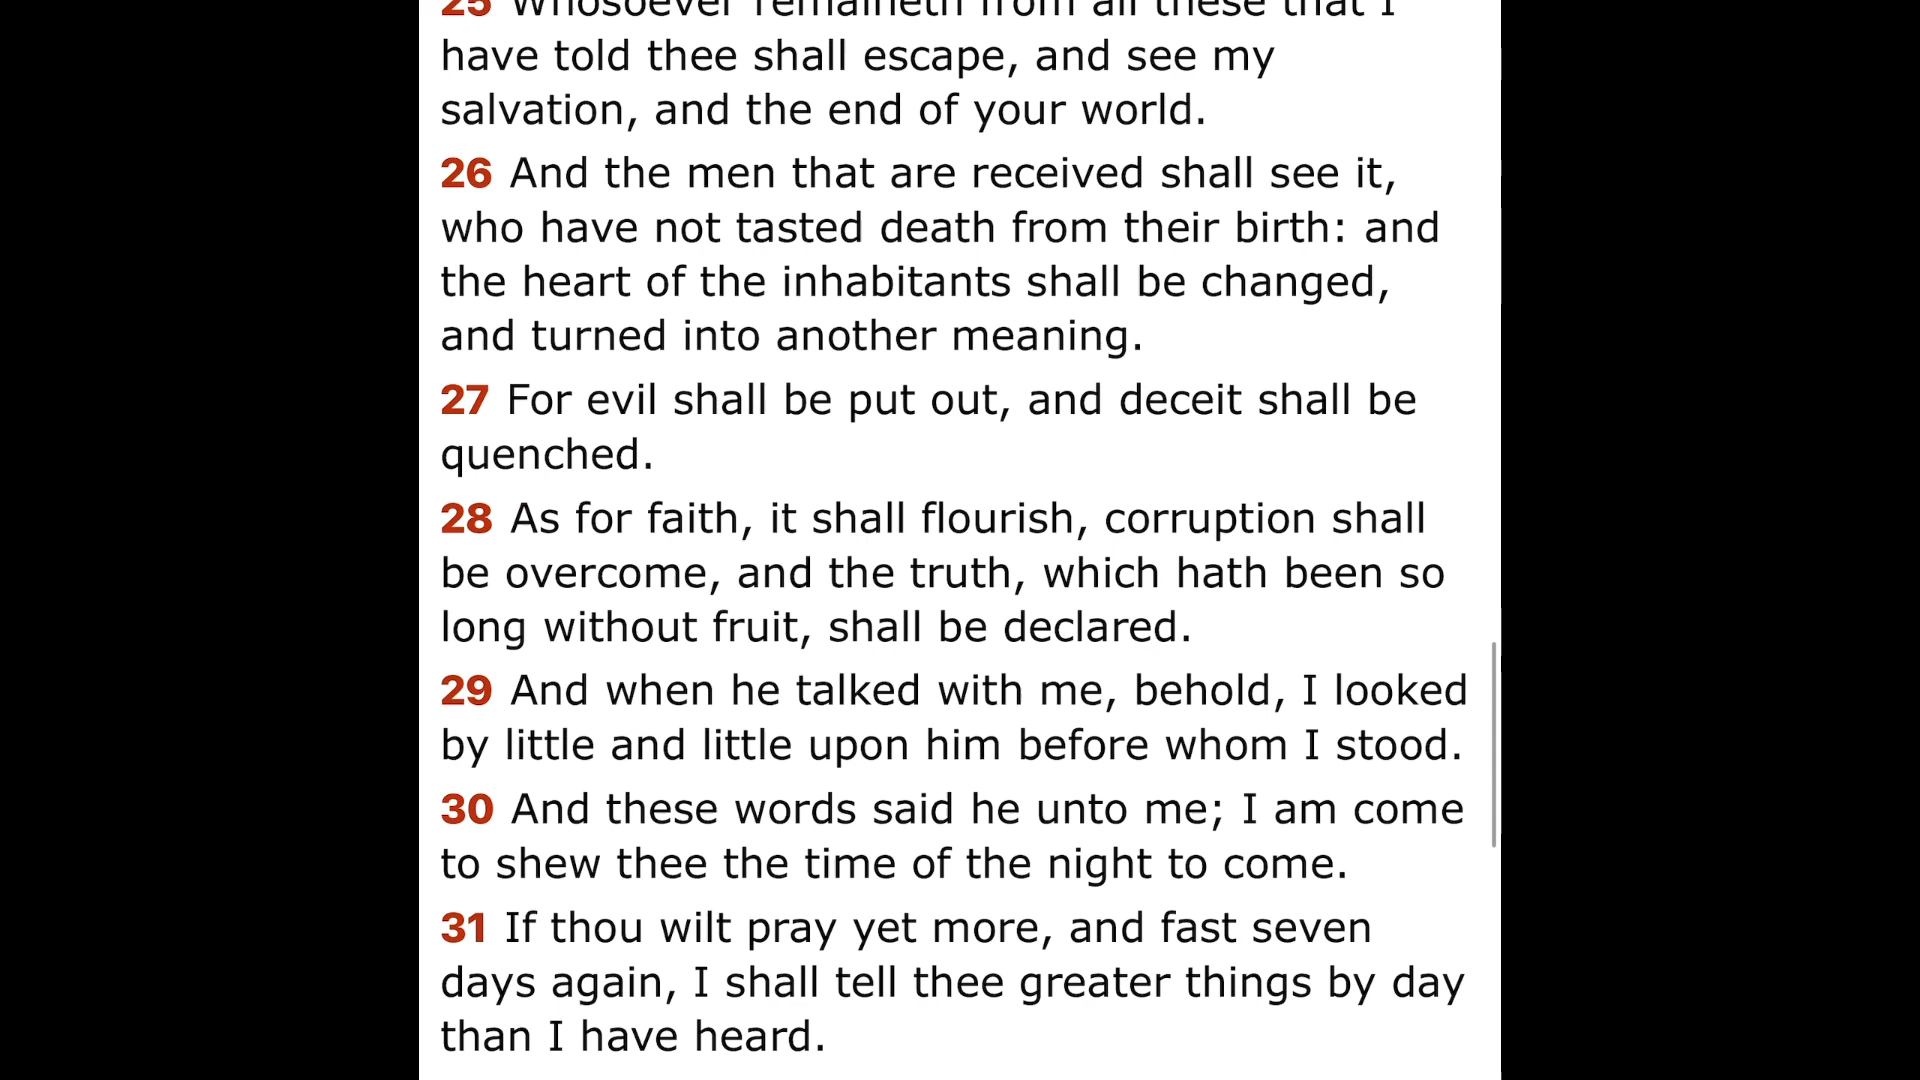 25 Whosoever remaineth from all these that I
have told thee shall escape, and see my
salvation, and the end of your world.
26 And the men that are received shall see it,
who have not tasted death from their birth: and
the heart of the inhabitants shall be changed,
and turned into another meaning.
27 For evil shall be put out, and deceit shall be
quenched.
28 As for faith, it shall flourish, corruption shall
be overcome, and the truth, which hath been so
long without fruit, shall be declared.
29 And when he talked with me, behold, I looked
by little and little upon him before whom I stood.
30 And these words said he unto me; I am come
to shew thee the time of the night to come.
31 If thou wilt pray yet more, and fast seven
days again, I shall tell thee greater things by day
than I have heard.